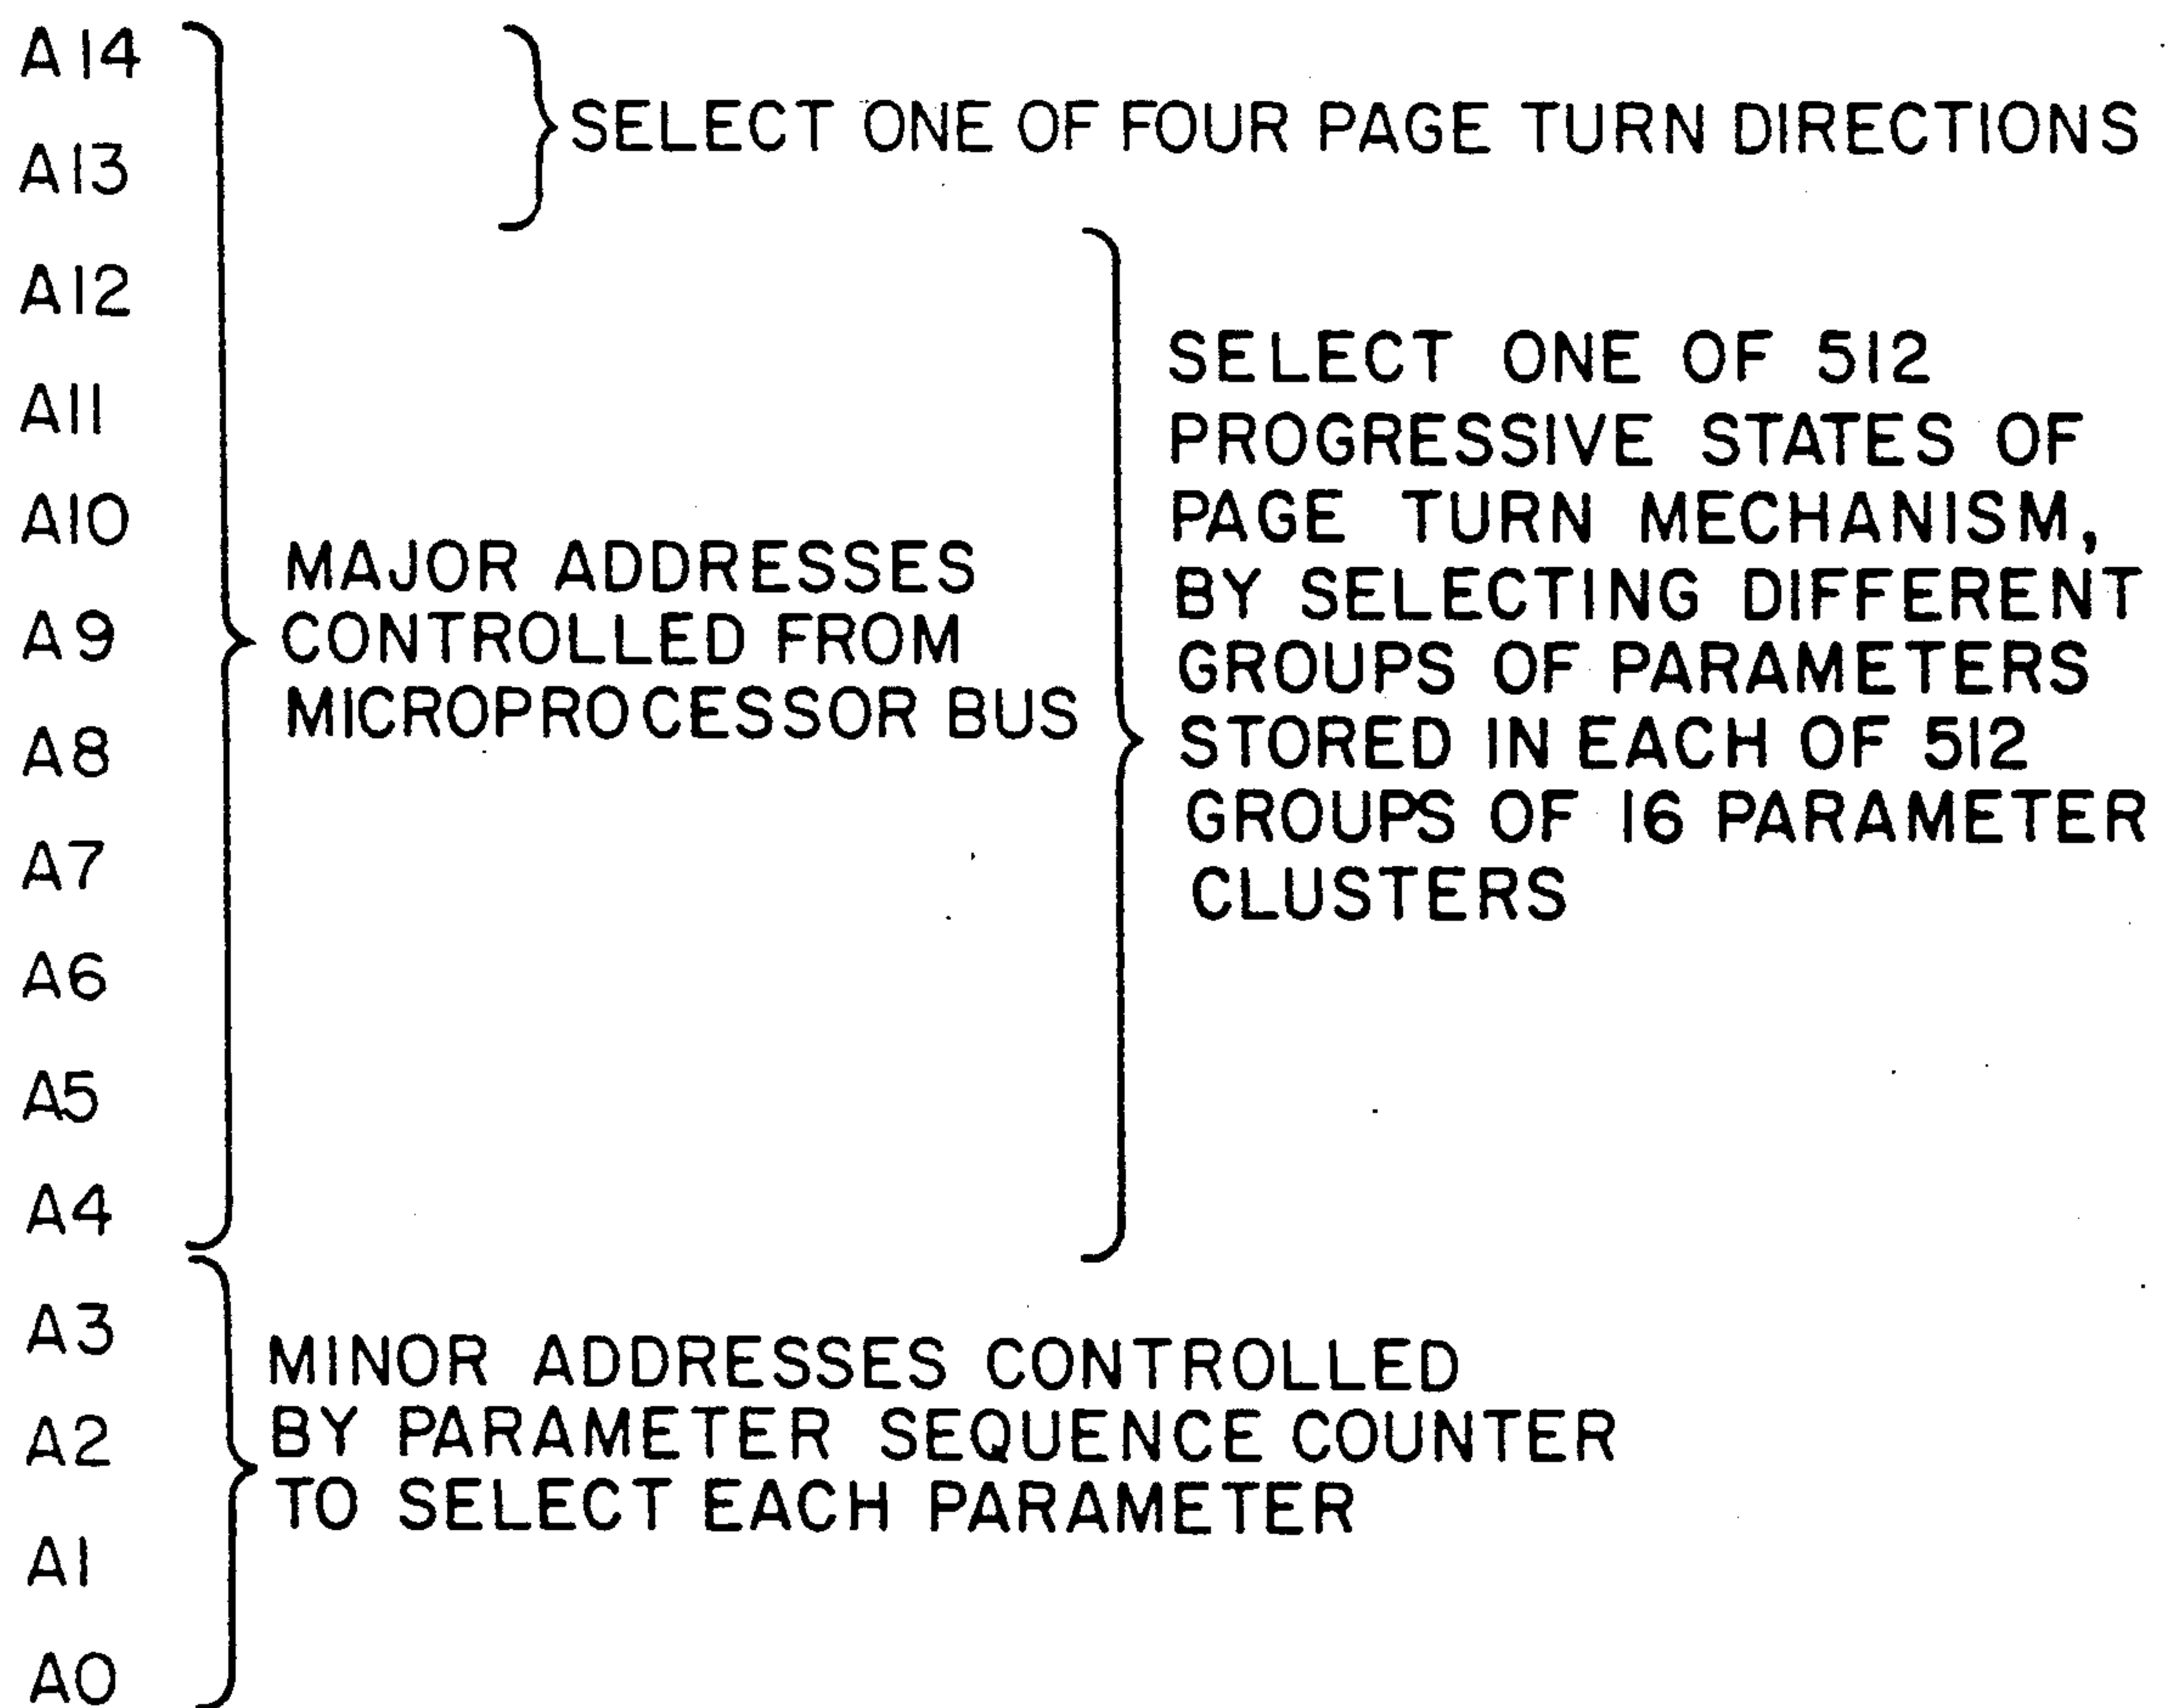 A14
SELECT ONE OF FOUR PAGE TURN DIRECTIONS
A13
A12
A11
A10
A9
A8
A7
A6
A5
A4
MAJOR ADDRESSES
CONTROLLED FROM
MICROPROCESSOR BUS
SELECT ONE OF 512
PROGRESSIVE STATES OF
PAGE TURN MECHANISM,
BY SELECTING DIFFERENT
GROUPS OF PARAMETERS
STORED IN EACH OF 512
GROUPS OF 16 PARAMETER
CLUSTERS
A3
A2
A1
A0
MINOR ADDRESSES CONTROLLED
BY PARAMETER SEQUENCE COUNTER
TO SELECT EACH PARAMETER